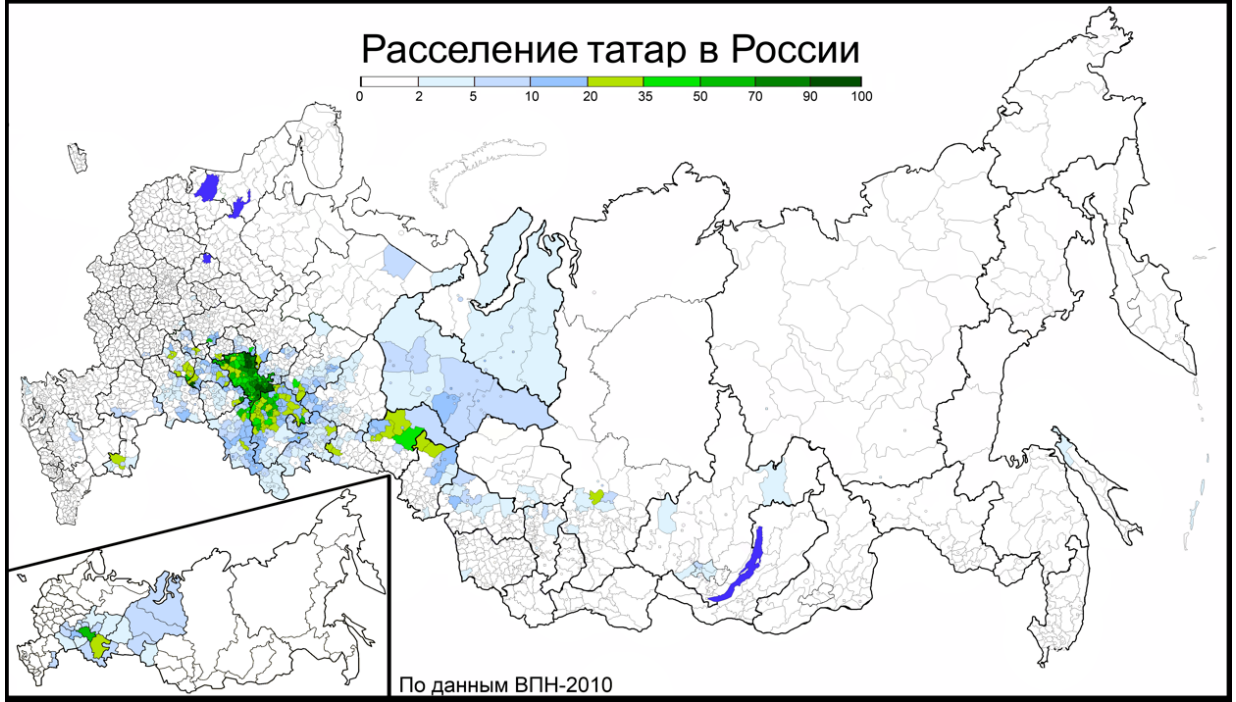 Расселение татар в России
0 2 5 10 20 35 50 70 90 100
По данным ВПН-2010